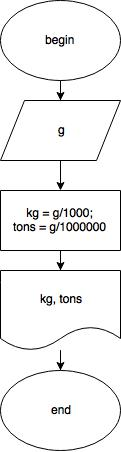 begin
g
kg = g/1000;
tons = g/1000000
kg, tons
end